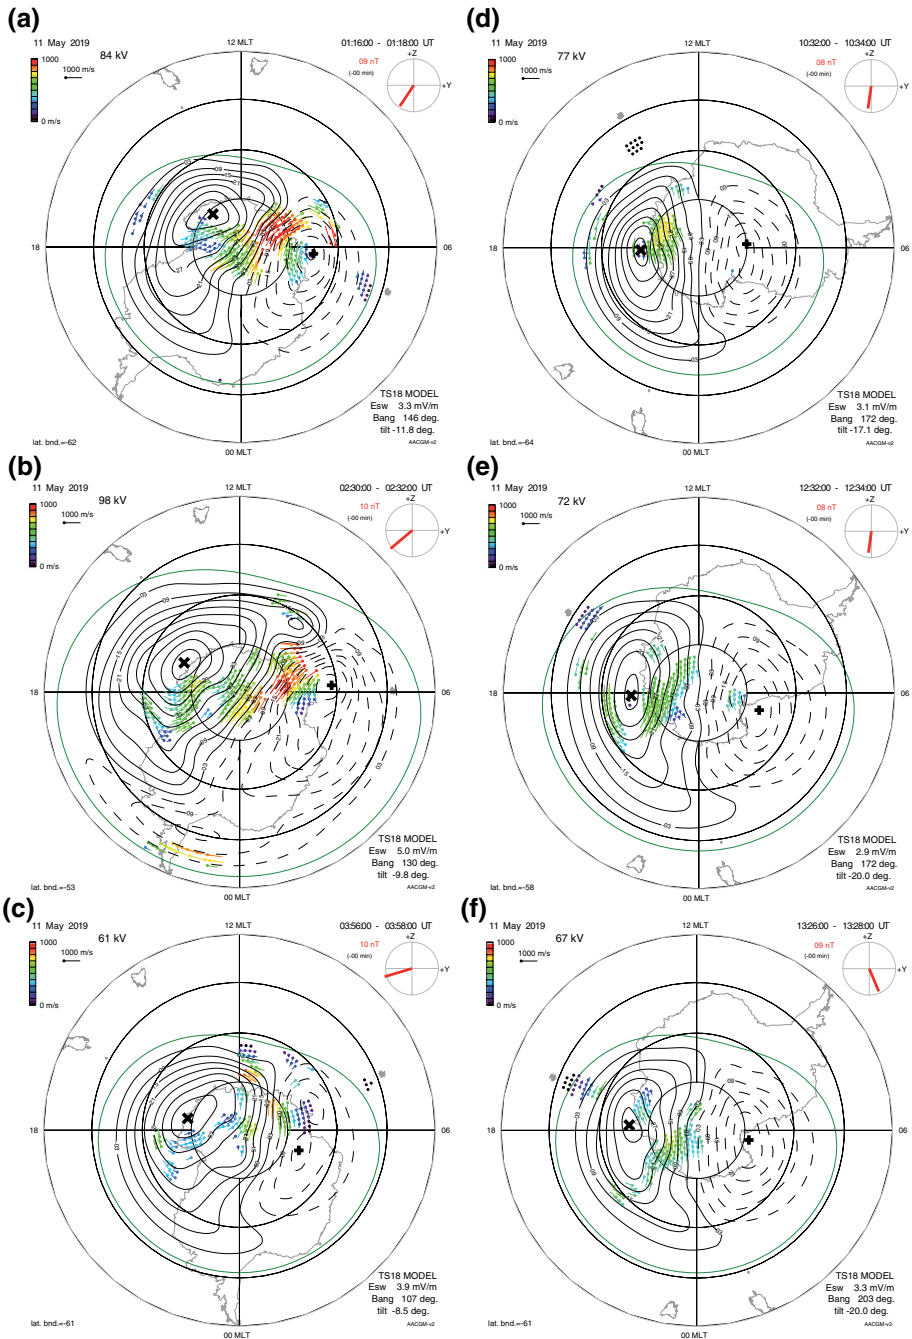 (a)
11 May 2019
84 kV
12 MLT
01:16:00 - 01:18:00 UT
1000
1000 m/s
0 m/s
09 nT
(-00 min)
+Z
+Y
18
TS18 MODEL
Esw 3.3 mV/m
Bang 146 deg.
tilt -11.8 deg.
AACGM-v2
lat. bnd.=-62
00 MLT
(d)
11 May 2019
77 kV
12 MLT
10:32:00 - 10:34:00 UT
1000
1000 m/s
0 m/s
08 nT
(-00 min)
+Z
+Y
18
06
TS18 MODEL
Esw 3.1 mV/m
Bang 172 deg.
tilt -17.1 deg.
AACGM-v2
lat. bnd.=-64
00 MLT
06
(b)
11 May 2019
98 kV
12 MLT
02:30:00 - 02:32:00 UT
1000
1000 m/s
0 m/s
10 nT
(-00 min)
+Z
+Y
18
06
TS18 MODEL
Esw 5.0 mV/m
Bang 130 deg.
tilt -9.8 deg.
AACGM-v2
lat. bnd.=-53
00 MLT
(e)
11 May 2019
72 kV
12 MLT
12:32:00 - 12:34:00 UT
1000
1000 m/s
0 m/s
08 nT
(-00 min)
+Z
+Y
18
06
TS18 MODEL
Esw 2.9 mV/m
Bang 172 deg.
tilt -20.0 deg.
AACGM-v2
lat. bnd.=-58
00 MLT
(c)
11 May 2019
61 kV
12 MLT
03:56:00 - 03:58:00 UT
1000
1000 m/s
0 m/s
10 nT
(-00 min)
+Z
+Y
18
06
TS18 MODEL
Esw 3.9 mV/m
Bang 107 deg.
tilt -8.5 deg.
AACGM-v2
lat. bnd.=-61
00 MLT
(f)
11 May 2019
67 kV
12 MLT
13:26:00 - 13:28:00 UT
1000
1000 m/s
0 m/s
09 nT
(-00 min)
+Z
+Y
18
06
TS18 MODEL
Esw 3.3 mV/m
Bang 203 deg.
tilt -20.0 deg.
AACGM-v2
lat. bnd.=-61
00 MLT